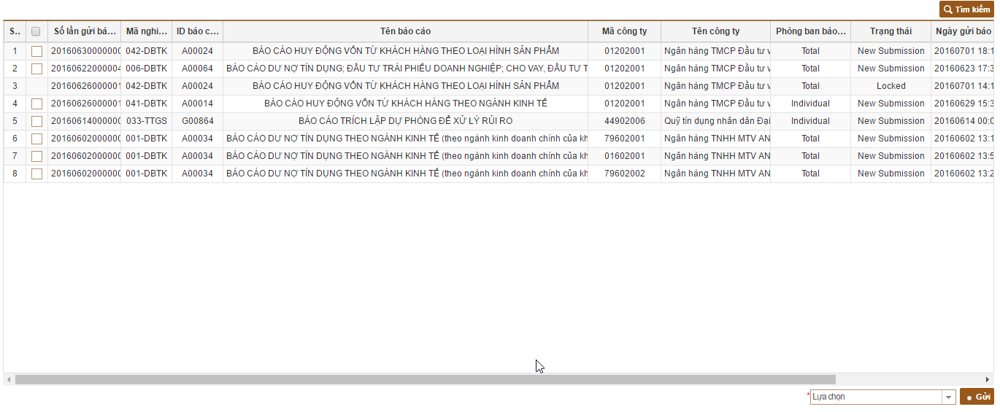 Tìm kiếm
S.. Số lần gửi bá... Mã nghi... ID báo c... Tên báo cáo Mã công ty Tên công ty Phòng ban báo... Trạng thái Ngày gửi báo
1 20160630000000 042-DBTK A00024 BÁO CÁO HUY ĐỘNG VỐN TỪ KHÁCH HÀNG THEO LOẠI HÌNH SẢN PHẨM 01202001 Ngân hàng TMCP Đầu tư v Total New Submission 20160701 18:1
2 20160622000004 006-DBTK A00064 BÁO CÁO DƯ NỢ TÍN DỤNG; ĐẦU TƯ TRÁI PHIẾU DOANH NGHIỆP; CHO VAY, ĐẦU TƯ T 01202001 Ngân hàng TMCP Đầu tư v Total New Submission 20160623 17:3
3 20160626000001 042-DBTK A00024 BÁO CÁO HUY ĐỘNG VỐN TỪ KHÁCH HÀNG THEO LOẠI HÌNH SẢN PHẨM 01202001 Ngân hàng TMCP Đầu tư v Total Locked 20160701 14:1
4 20160626000001 041-DBTK A00014 BÁO CÁO HUY ĐỘNG VỐN TỪ KHÁCH HÀNG THEO NGÀNH KINH TẾ 01202001 Ngân hàng TMCP Đầu tư v Individual New Submission 20160629 15:3
5 20160614000000 033-TTGS G00864 BÁO CÁO TRÍCH LẬP DỰ PHÒNG ĐỂ XỬ LÝ RỦI RO 44902006 Quỹ tín dụng nhân dân Đại Individual New Submission 20160614 00:0
6 20160602000000 001-DBTK A00034 BÁO CÁO DƯ NỢ TÍN DỤNG THEO NGÀNH KINH TẾ (theo ngành kinh doanh chính của kh 79602001 Ngân hàng TNHH MTV AN Total New Submission 20160602 13:1
7 20160602000000 001-DBTK A00034 BÁO CÁO DƯ NỢ TÍN DỤNG THEO NGÀNH KINH TẾ (theo ngành kinh doanh chính của kh 01602001 Ngân hàng TNHH MTV AN Total New Submission 20160602 13:5
8 20160602000000 001-DBTK A00034 BÁO CÁO DƯ NỢ TÍN DỤNG THEO NGÀNH KINH TẾ (theo ngành kinh doanh chính của kh 79602002 Ngân hàng TNHH MTV AN Total New Submission 20160602 13:2
* Lựa chọn Gửi